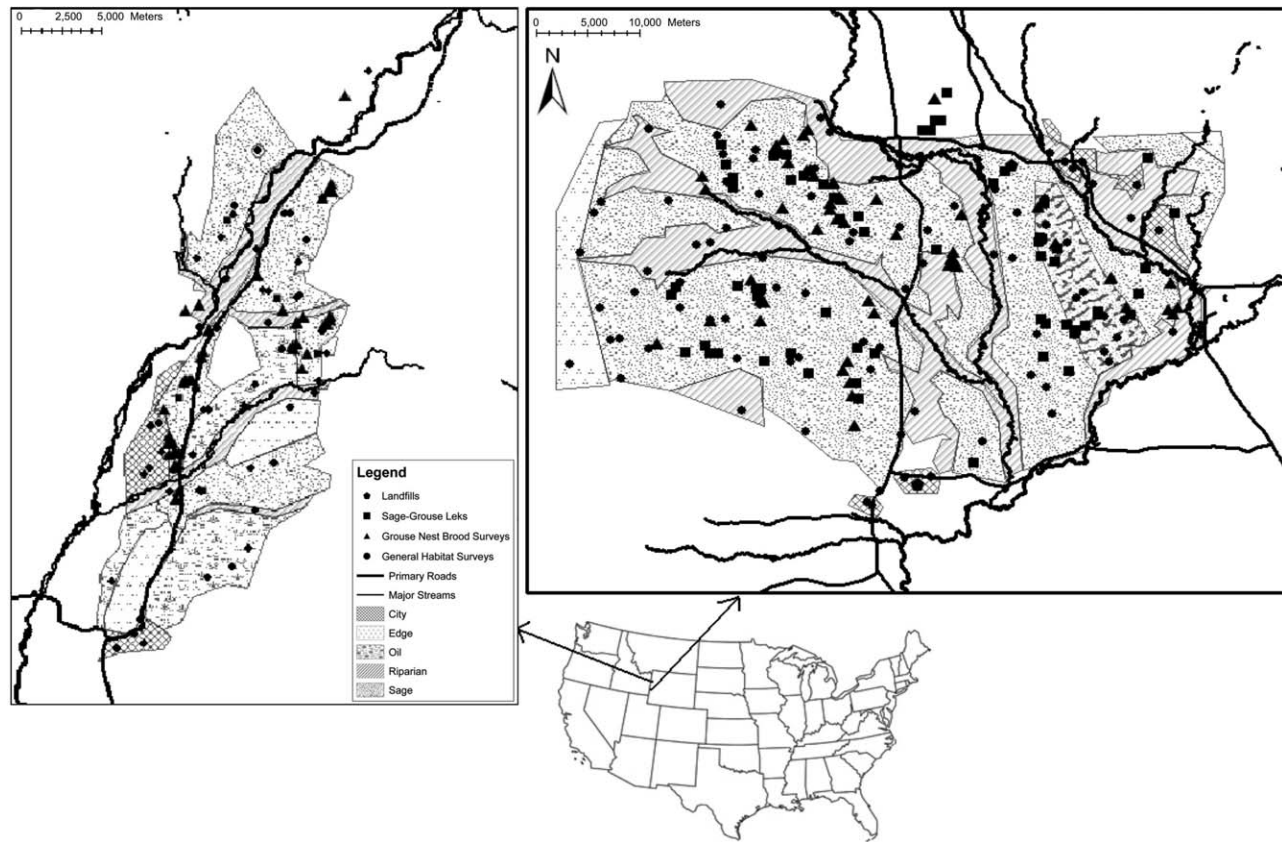 0 2,500 5,000 Meters
0 5,000 10,000 Meters
N
Legend
Landfills
Sage-Grouse Leks
Grouse Nest Brood Surveys
General Habitat Surveys
Primary Roads
Major Streams
City
Edge
Oil
Riparian
Sage